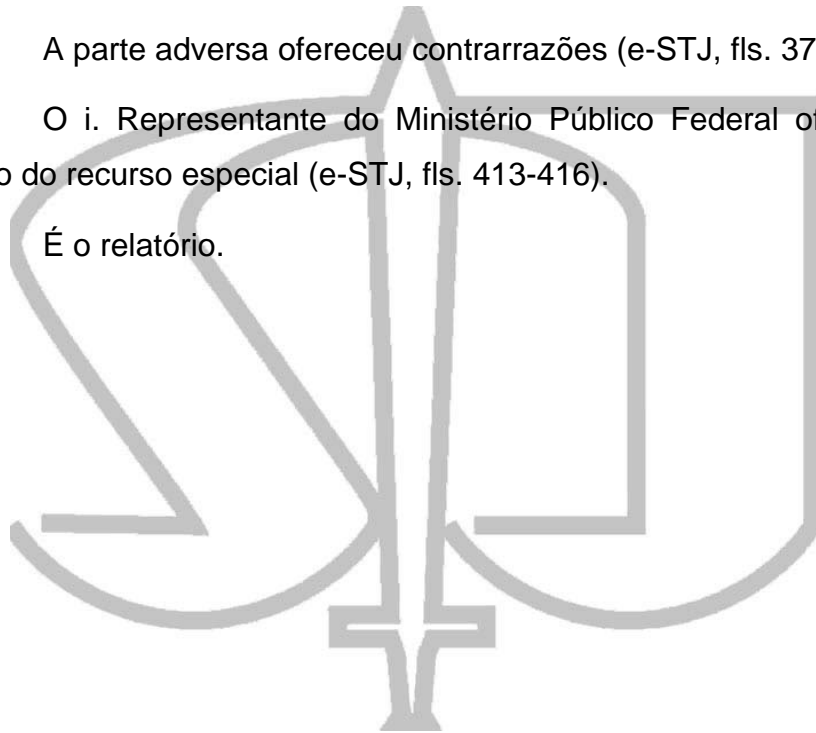 A parte adversa ofereceu contrarrazões (e-STJ, fls. 37
O i. Representante do Ministério Público Federal of
o do recurso especial (e-STJ, fls. 413-416).
É o relatório.